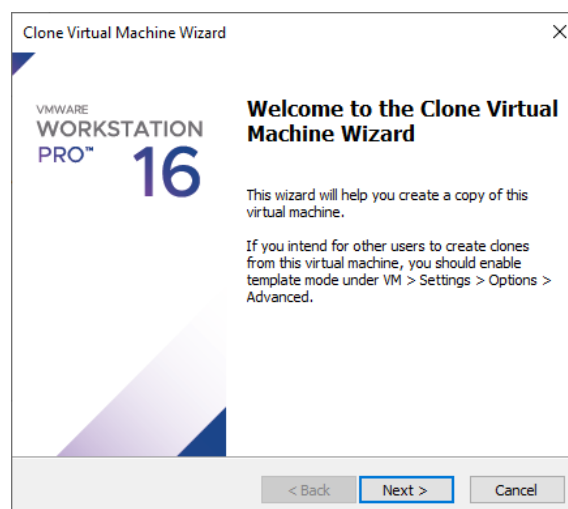 Clone Virtual Machine Wizard
VMWARE
WORKSTATION
PRO™ 16
Welcome to the Clone Virtual
Machine Wizard
This wizard will help you create a copy of this
virtual machine.
If you intend for other users to create clones
from this virtual machine, you should enable
template mode under VM > Settings > Options >
Advanced.
< Back Next > Cancel